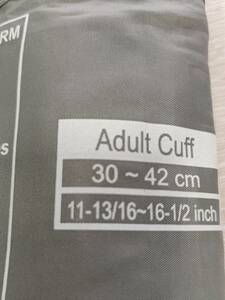 RM
Adult Cuff
30 ~ 42 cm
11-13/16~16-1/2 inch